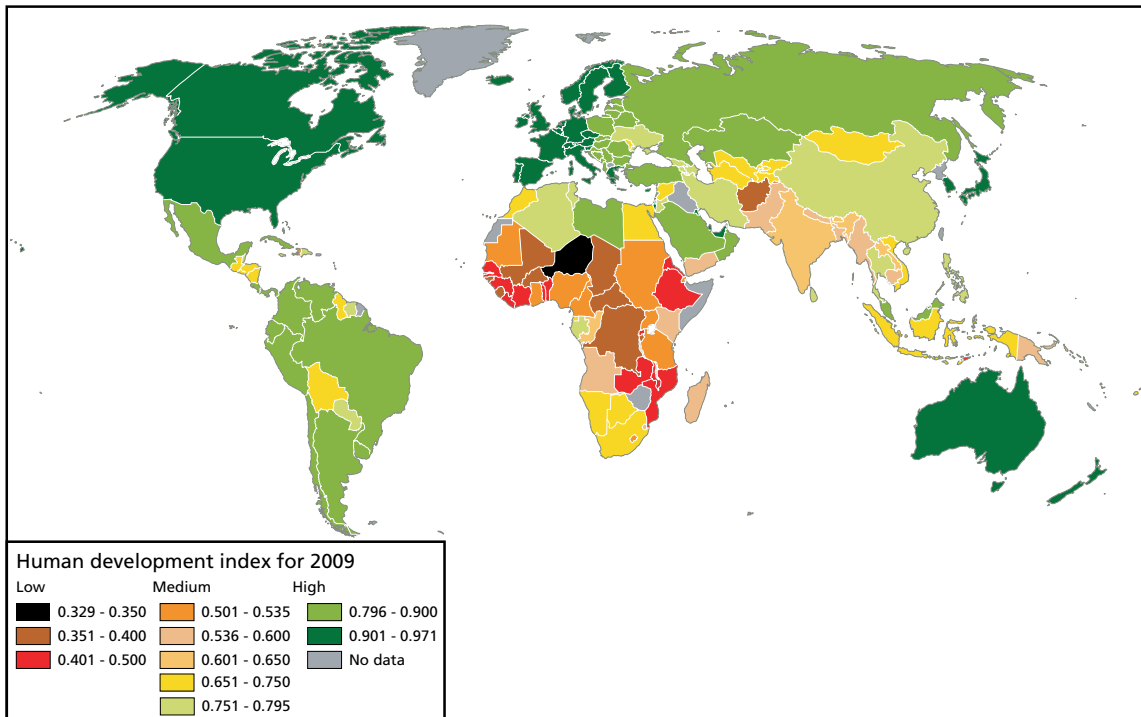 Human development index for 2009
Low Medium High
0.329 - 0.350 0.501 - 0.535 0.796 - 0.900
0.351 - 0.400 0.536 - 0.600 0.901 - 0.971
0.401 - 0.500 0.601 - 0.650 No data
0.651 - 0.750
0.751 - 0.795